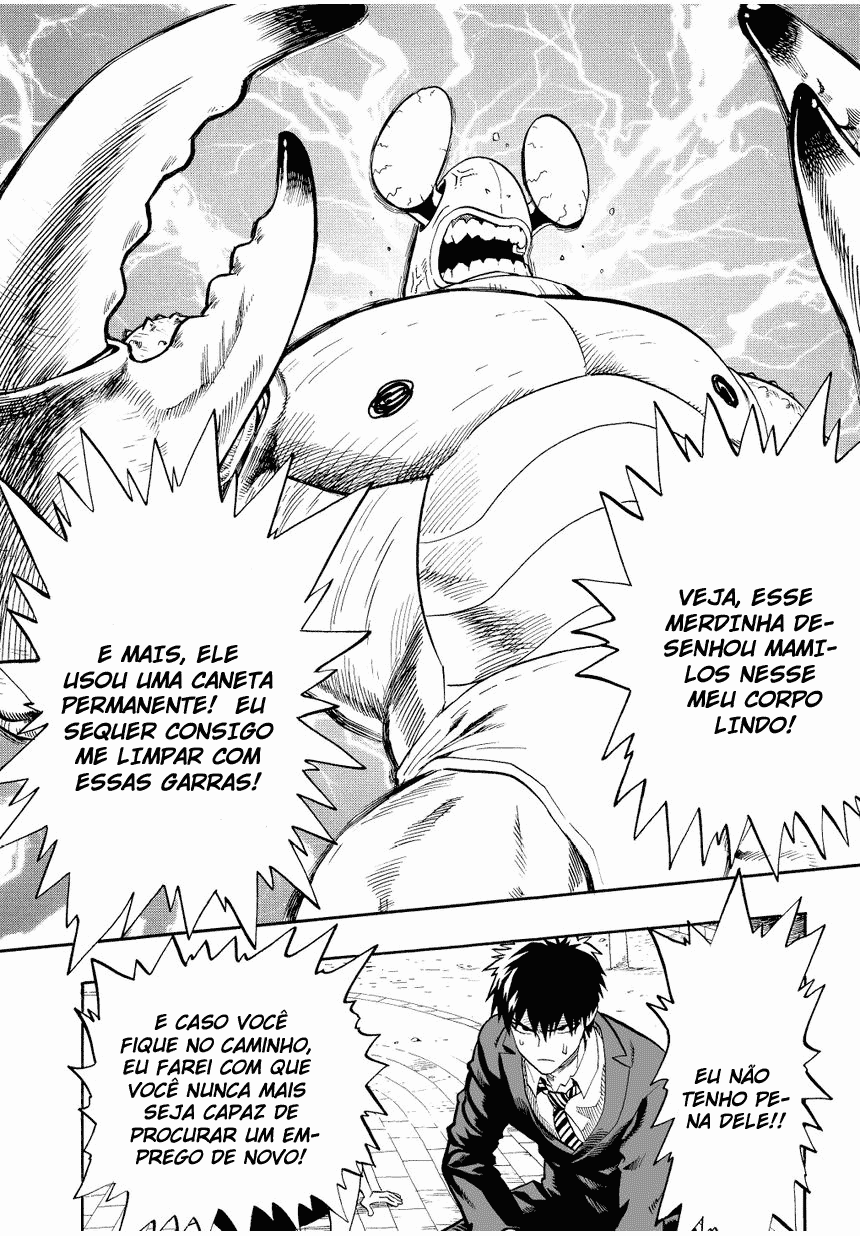 VEJA, ESSE
MERDINHA DE-
SENHOU MAMI-
LOS NESSE
MEU CORPO
LINDO!
E MAIS, ELE
USOU UMA CANETA
PERMANENTE! EU
SEQUER CONSIGO
ME LIMPAR COM
ESSAS GARRAS!
EU NÃO
TENHO PE-
NA DELE!!
E CASO VOCÊ
FIQUE NO CAMINHO,
EU FAREI COM QUE
VOCÊ NUNCA MAIS
SEJA CAPAZ DE
PROCURAR UM EM-
PREGO DE NOVO!